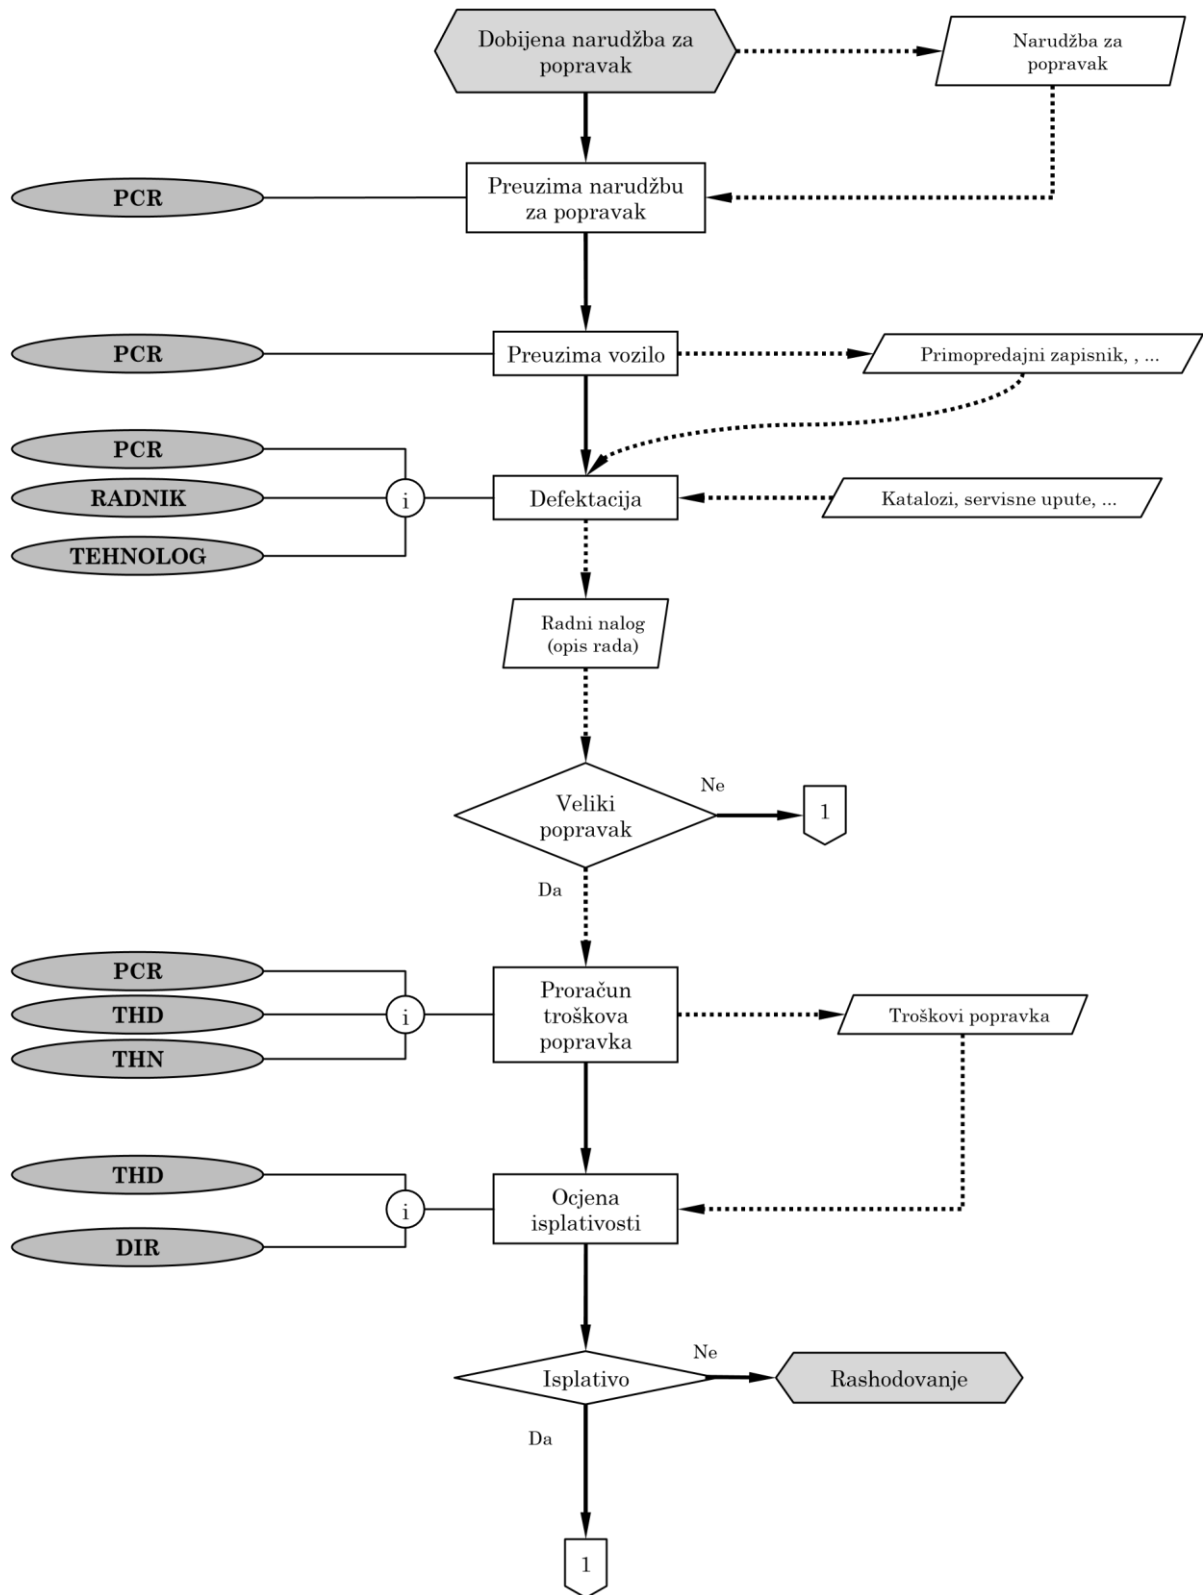 Dobijena narudžba za
popravak
Narudžba za
popravak
PCR
Preuzima narudžbu
za popravak
PCR
Preuzima vozilo
Primopredajni zapisnik, , ...
PCR
RADNIK
TEHNOLOG
i
Defektacija
Katalozi, servisne upute, ...
Radni nalog
(opis rada)
Veliki
popravak
Ne
1
Da
PCR
THD
THN
i
Proračun
troškova
popravka
Troškovi popravka
THD
DIR
i
Ocjena
isplativosti
Isplativo
Ne
Rashodovanje
Da
1